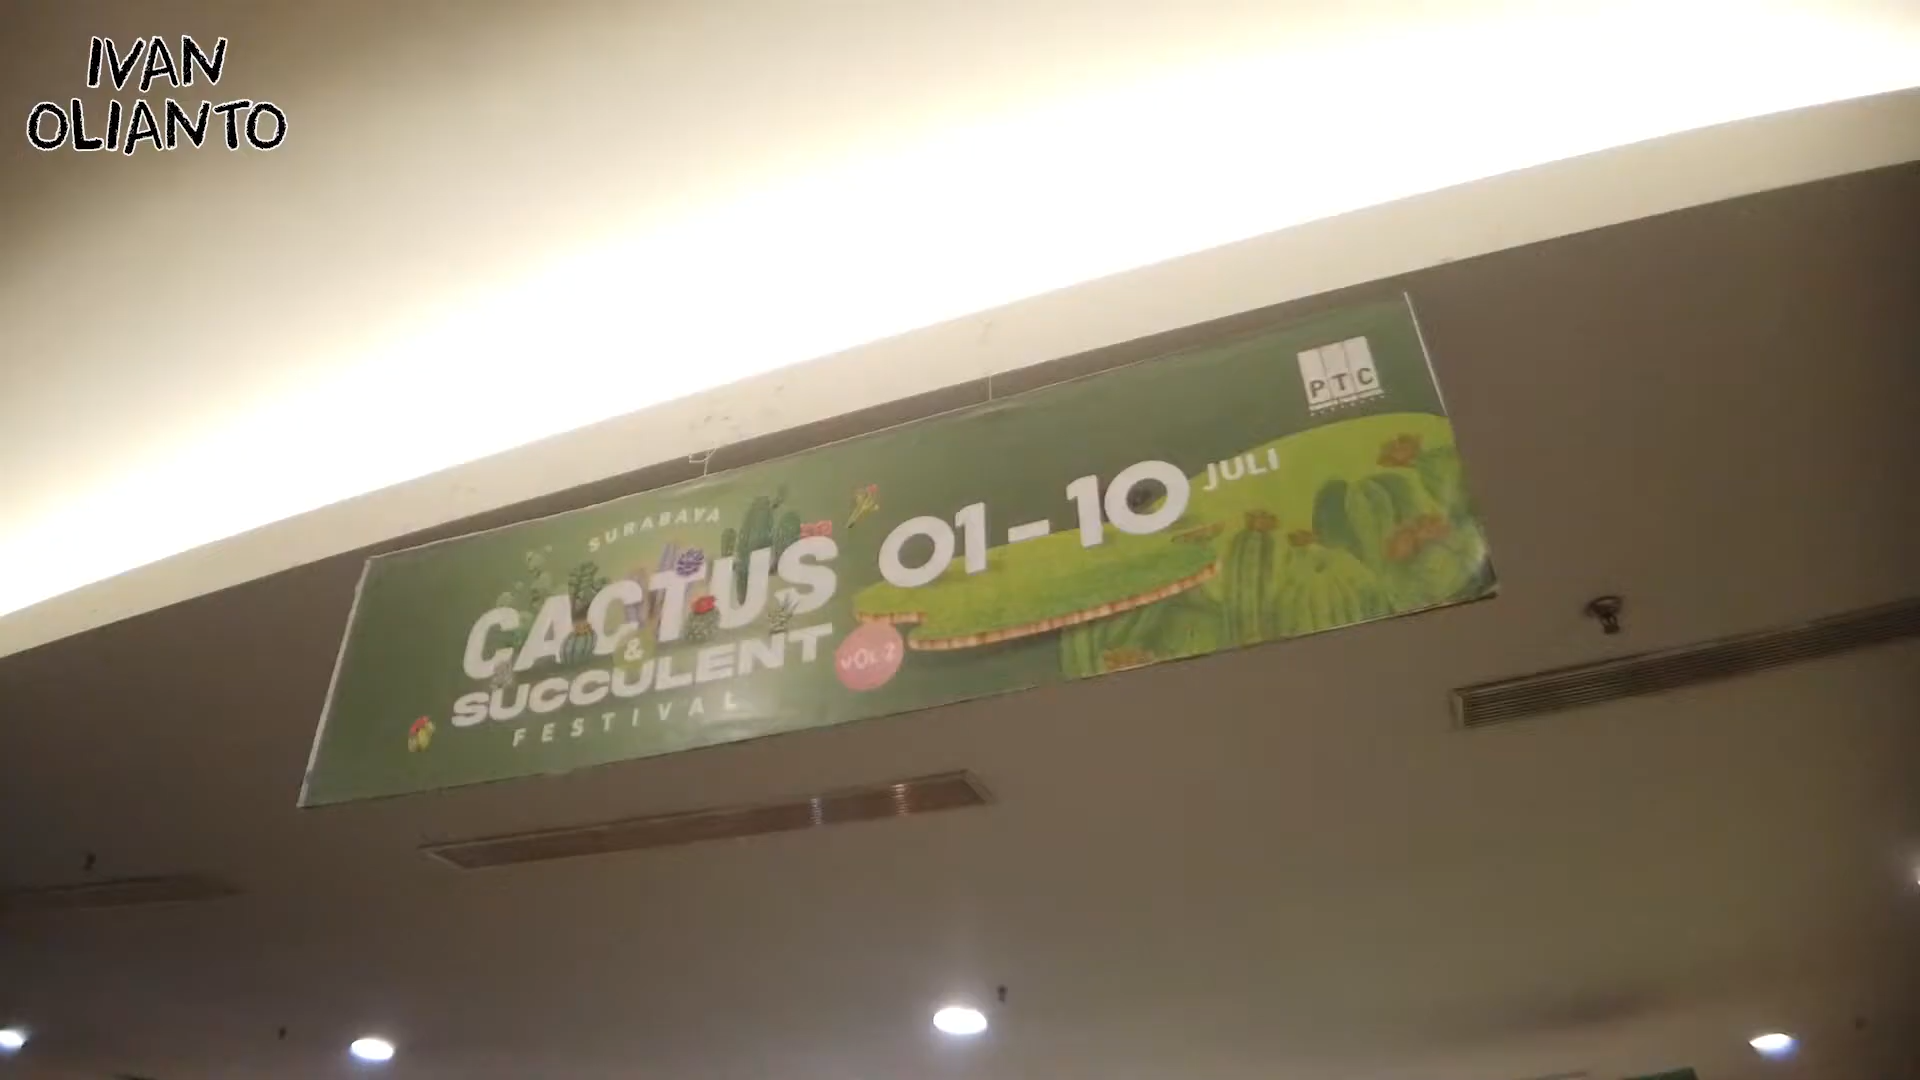 IVAN
OLIANTO
PTC
SURABAYA
CACTUS
&
SUCCULENT
FESTIVAL
VOL 2
01-10 JULI